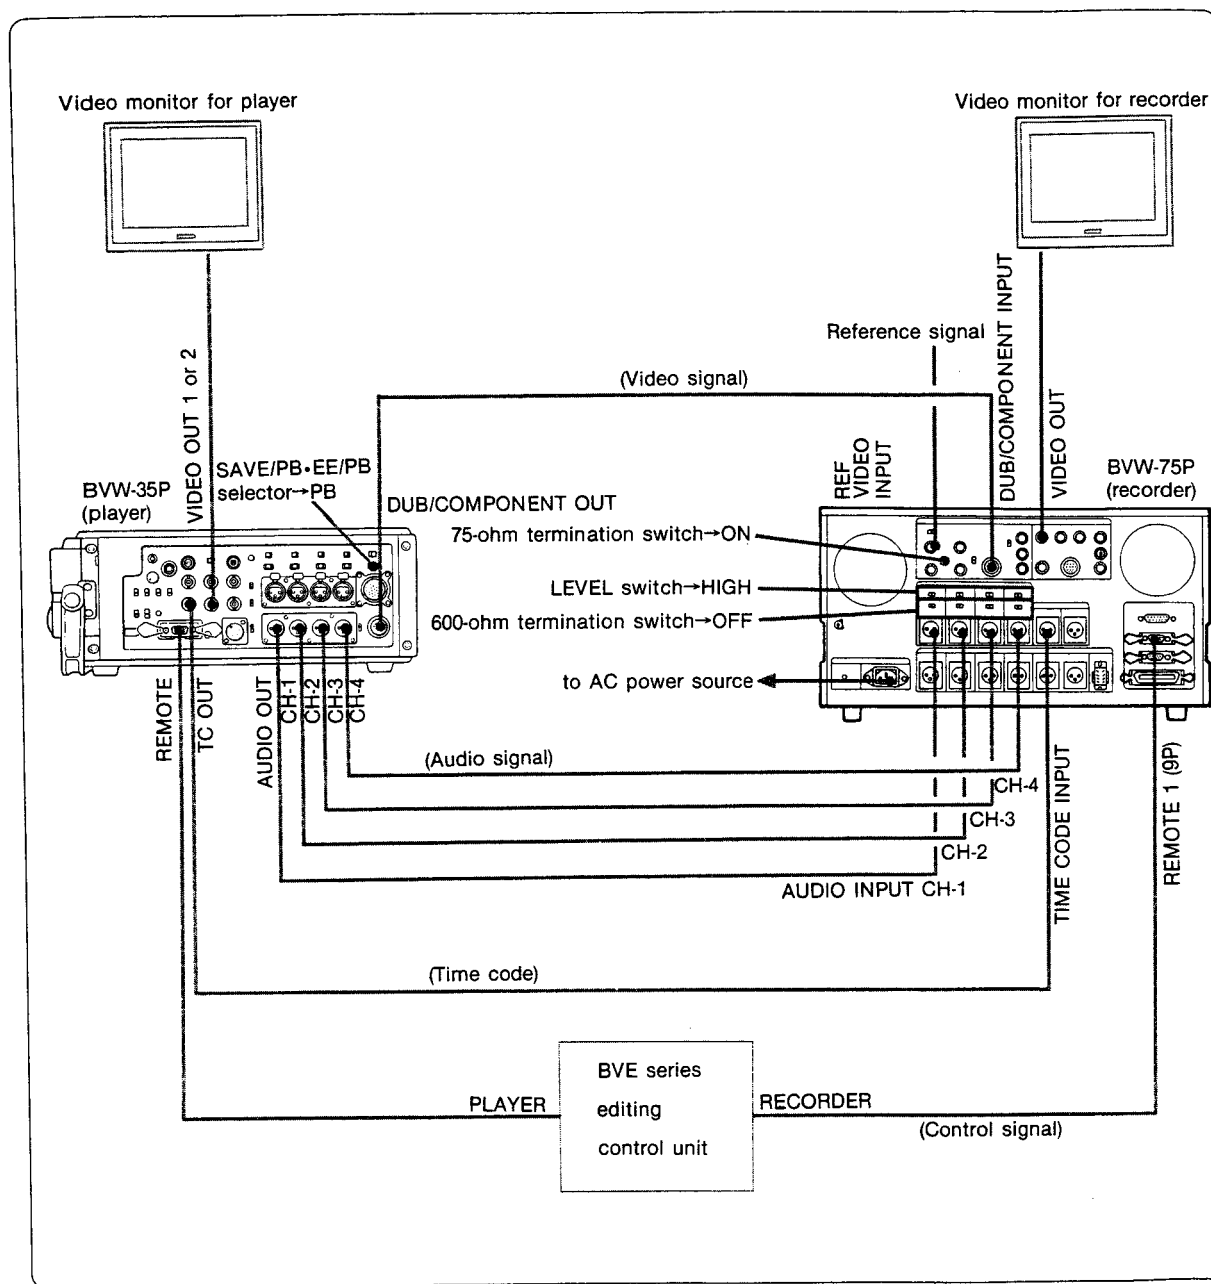 Video monitor for player
Video monitor for recorder
VIDEO OUT 1 or 2
Reference signal
DUB/COMPONENT INPUT
VIDEO OUT
(Video signal)
SAVE/PB•EE/PB
selector→PB
BVW-35P
(player)
DUB/COMPONENT OUT
REF
VIDEO
INPUT
BVW-75P
(recorder)
75-ohm termination switch→ON
LEVEL switch→HIGH
600-ohm termination switch→OFF
to AC power source
REMOTE
TC OUT
AUDIO OUT
CH-1
CH-2
CH-3
CH-4
(Audio signal)
CH-4
CH-3
CH-2
AUDIO INPUT CH-1
TIME CODE INPUT
REMOTE 1 (9P)
(Time code)
BVE series
editing
control unit
PLAYER
RECORDER
(Control signal)